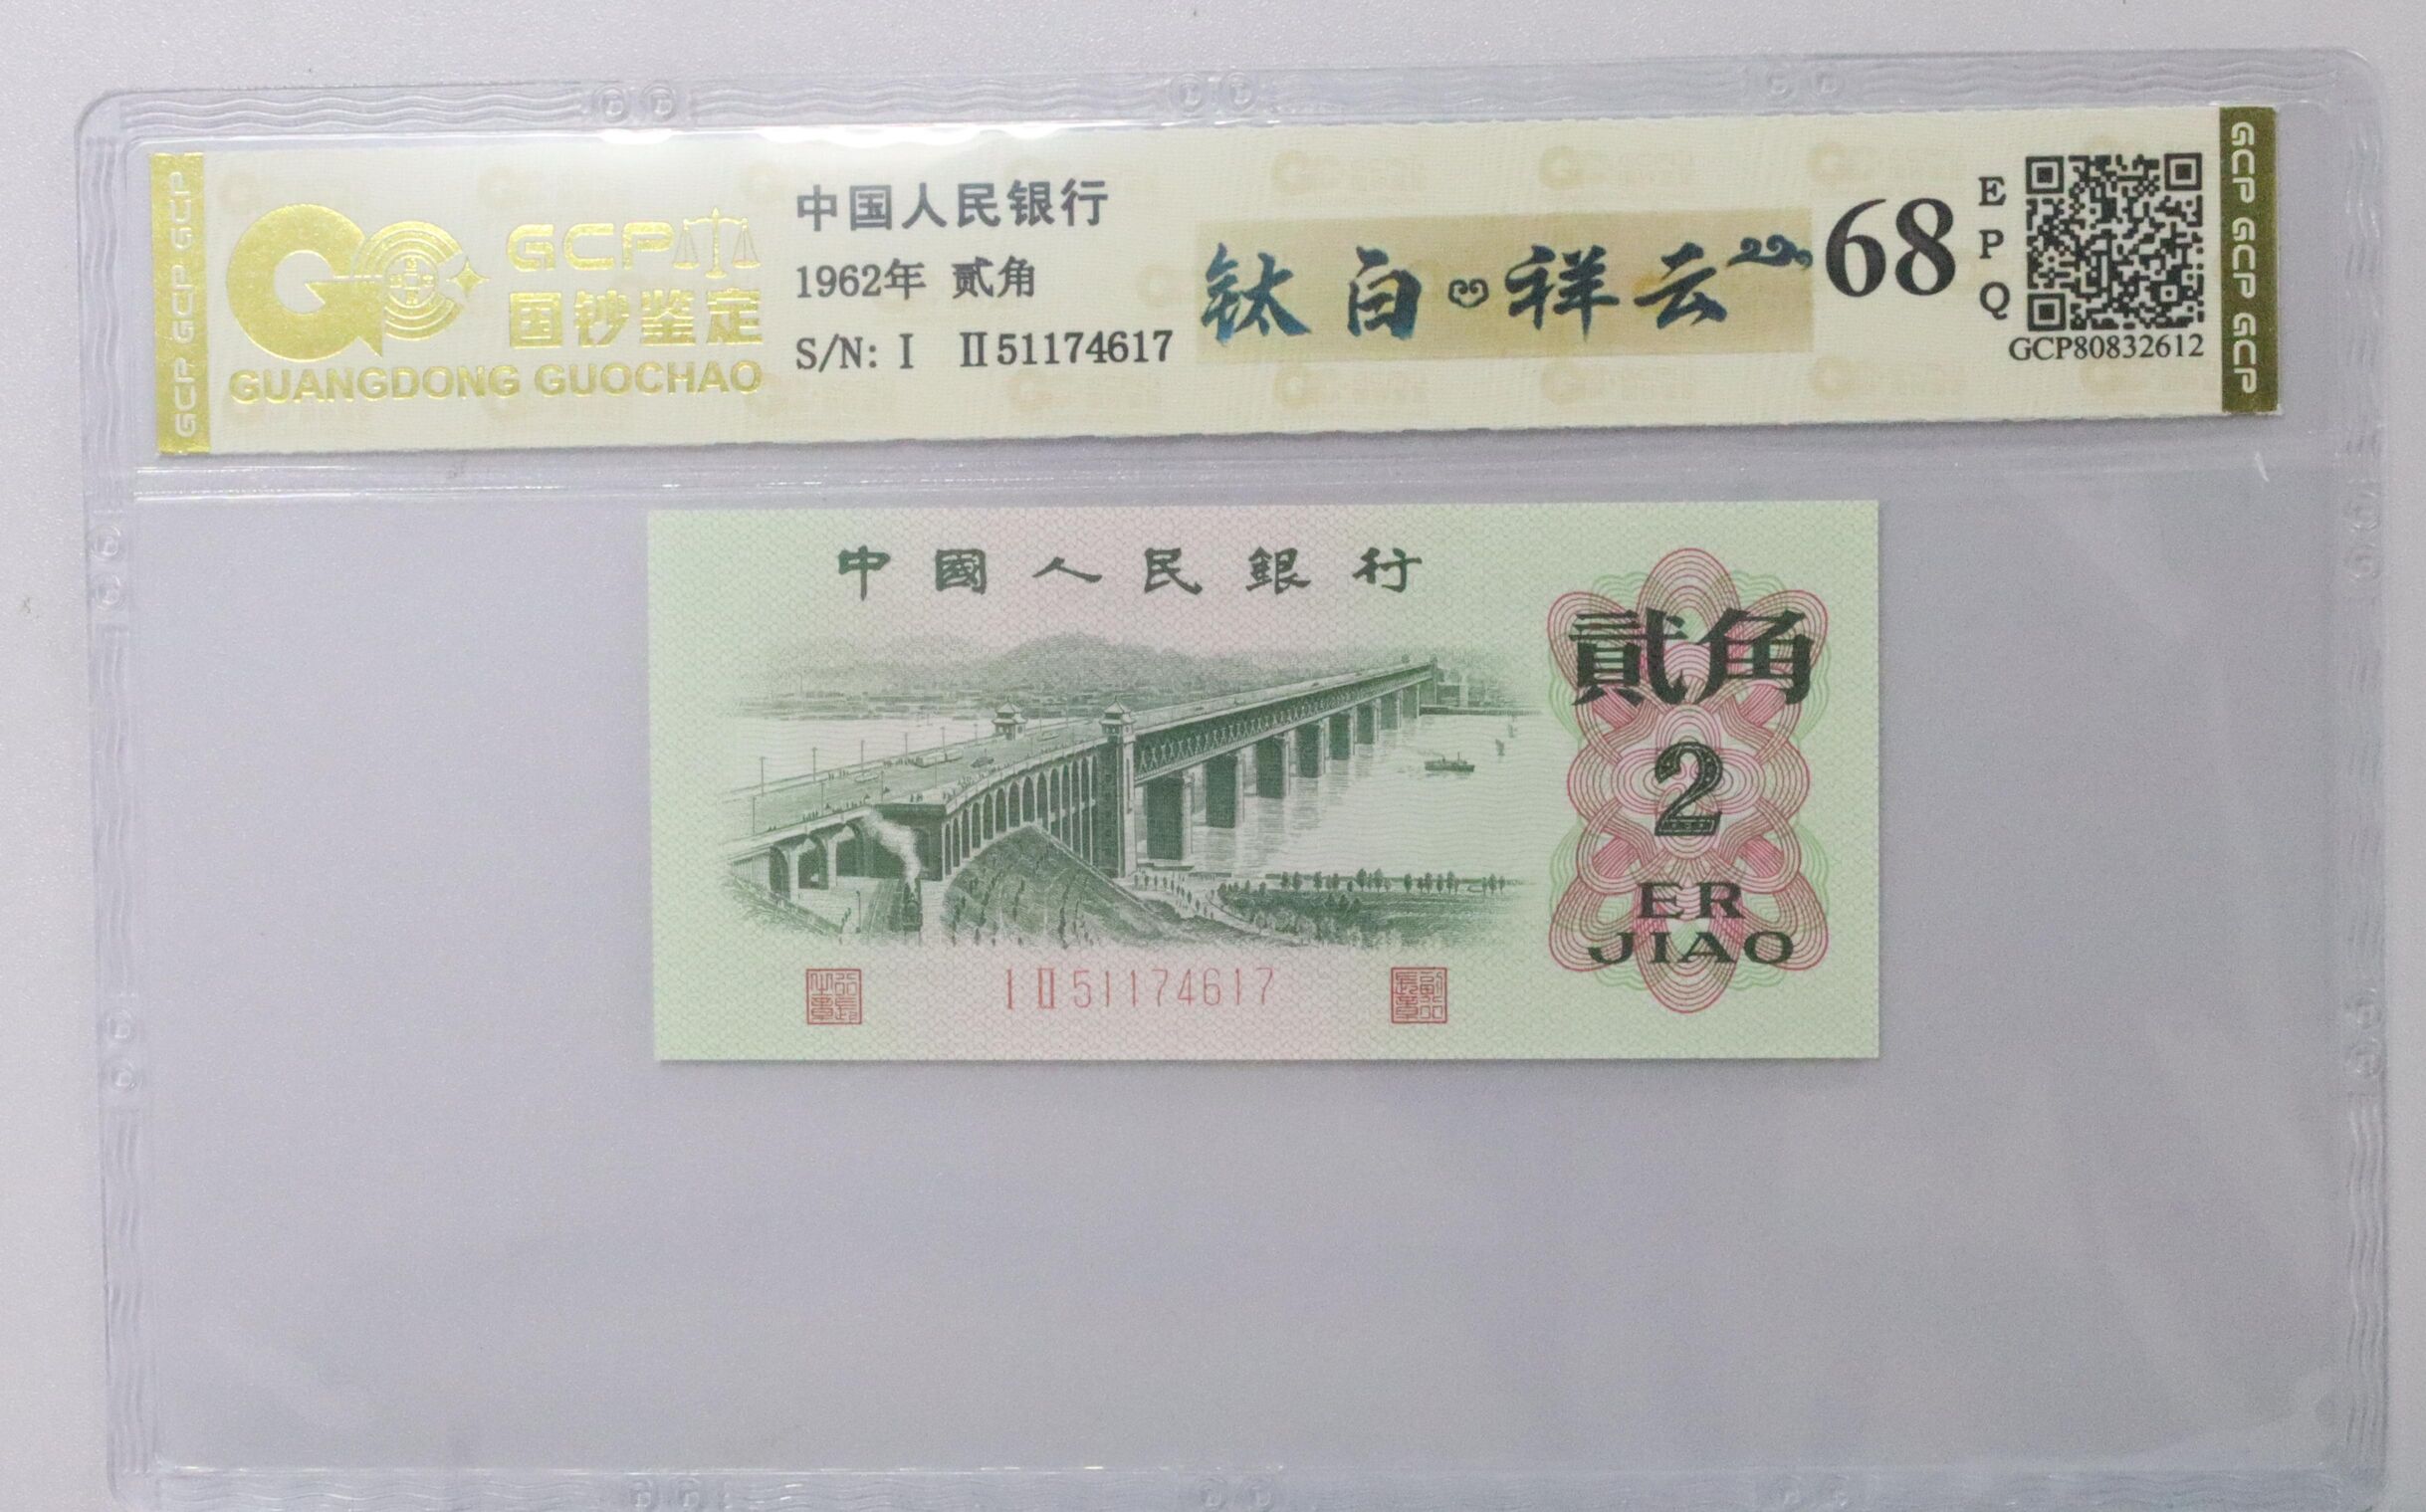 GCP GCP GCP
GCP
国钞鉴定
GUANGDONG GUOCHAO
中国人民银行
1962年 贰角
S/N: I II51174617
钛白·祥云
68
EPQ
GCP80832612
GCP GCP GCP GCP
中國人民銀行
貳角
2
ER
JIAO
I II 51174617